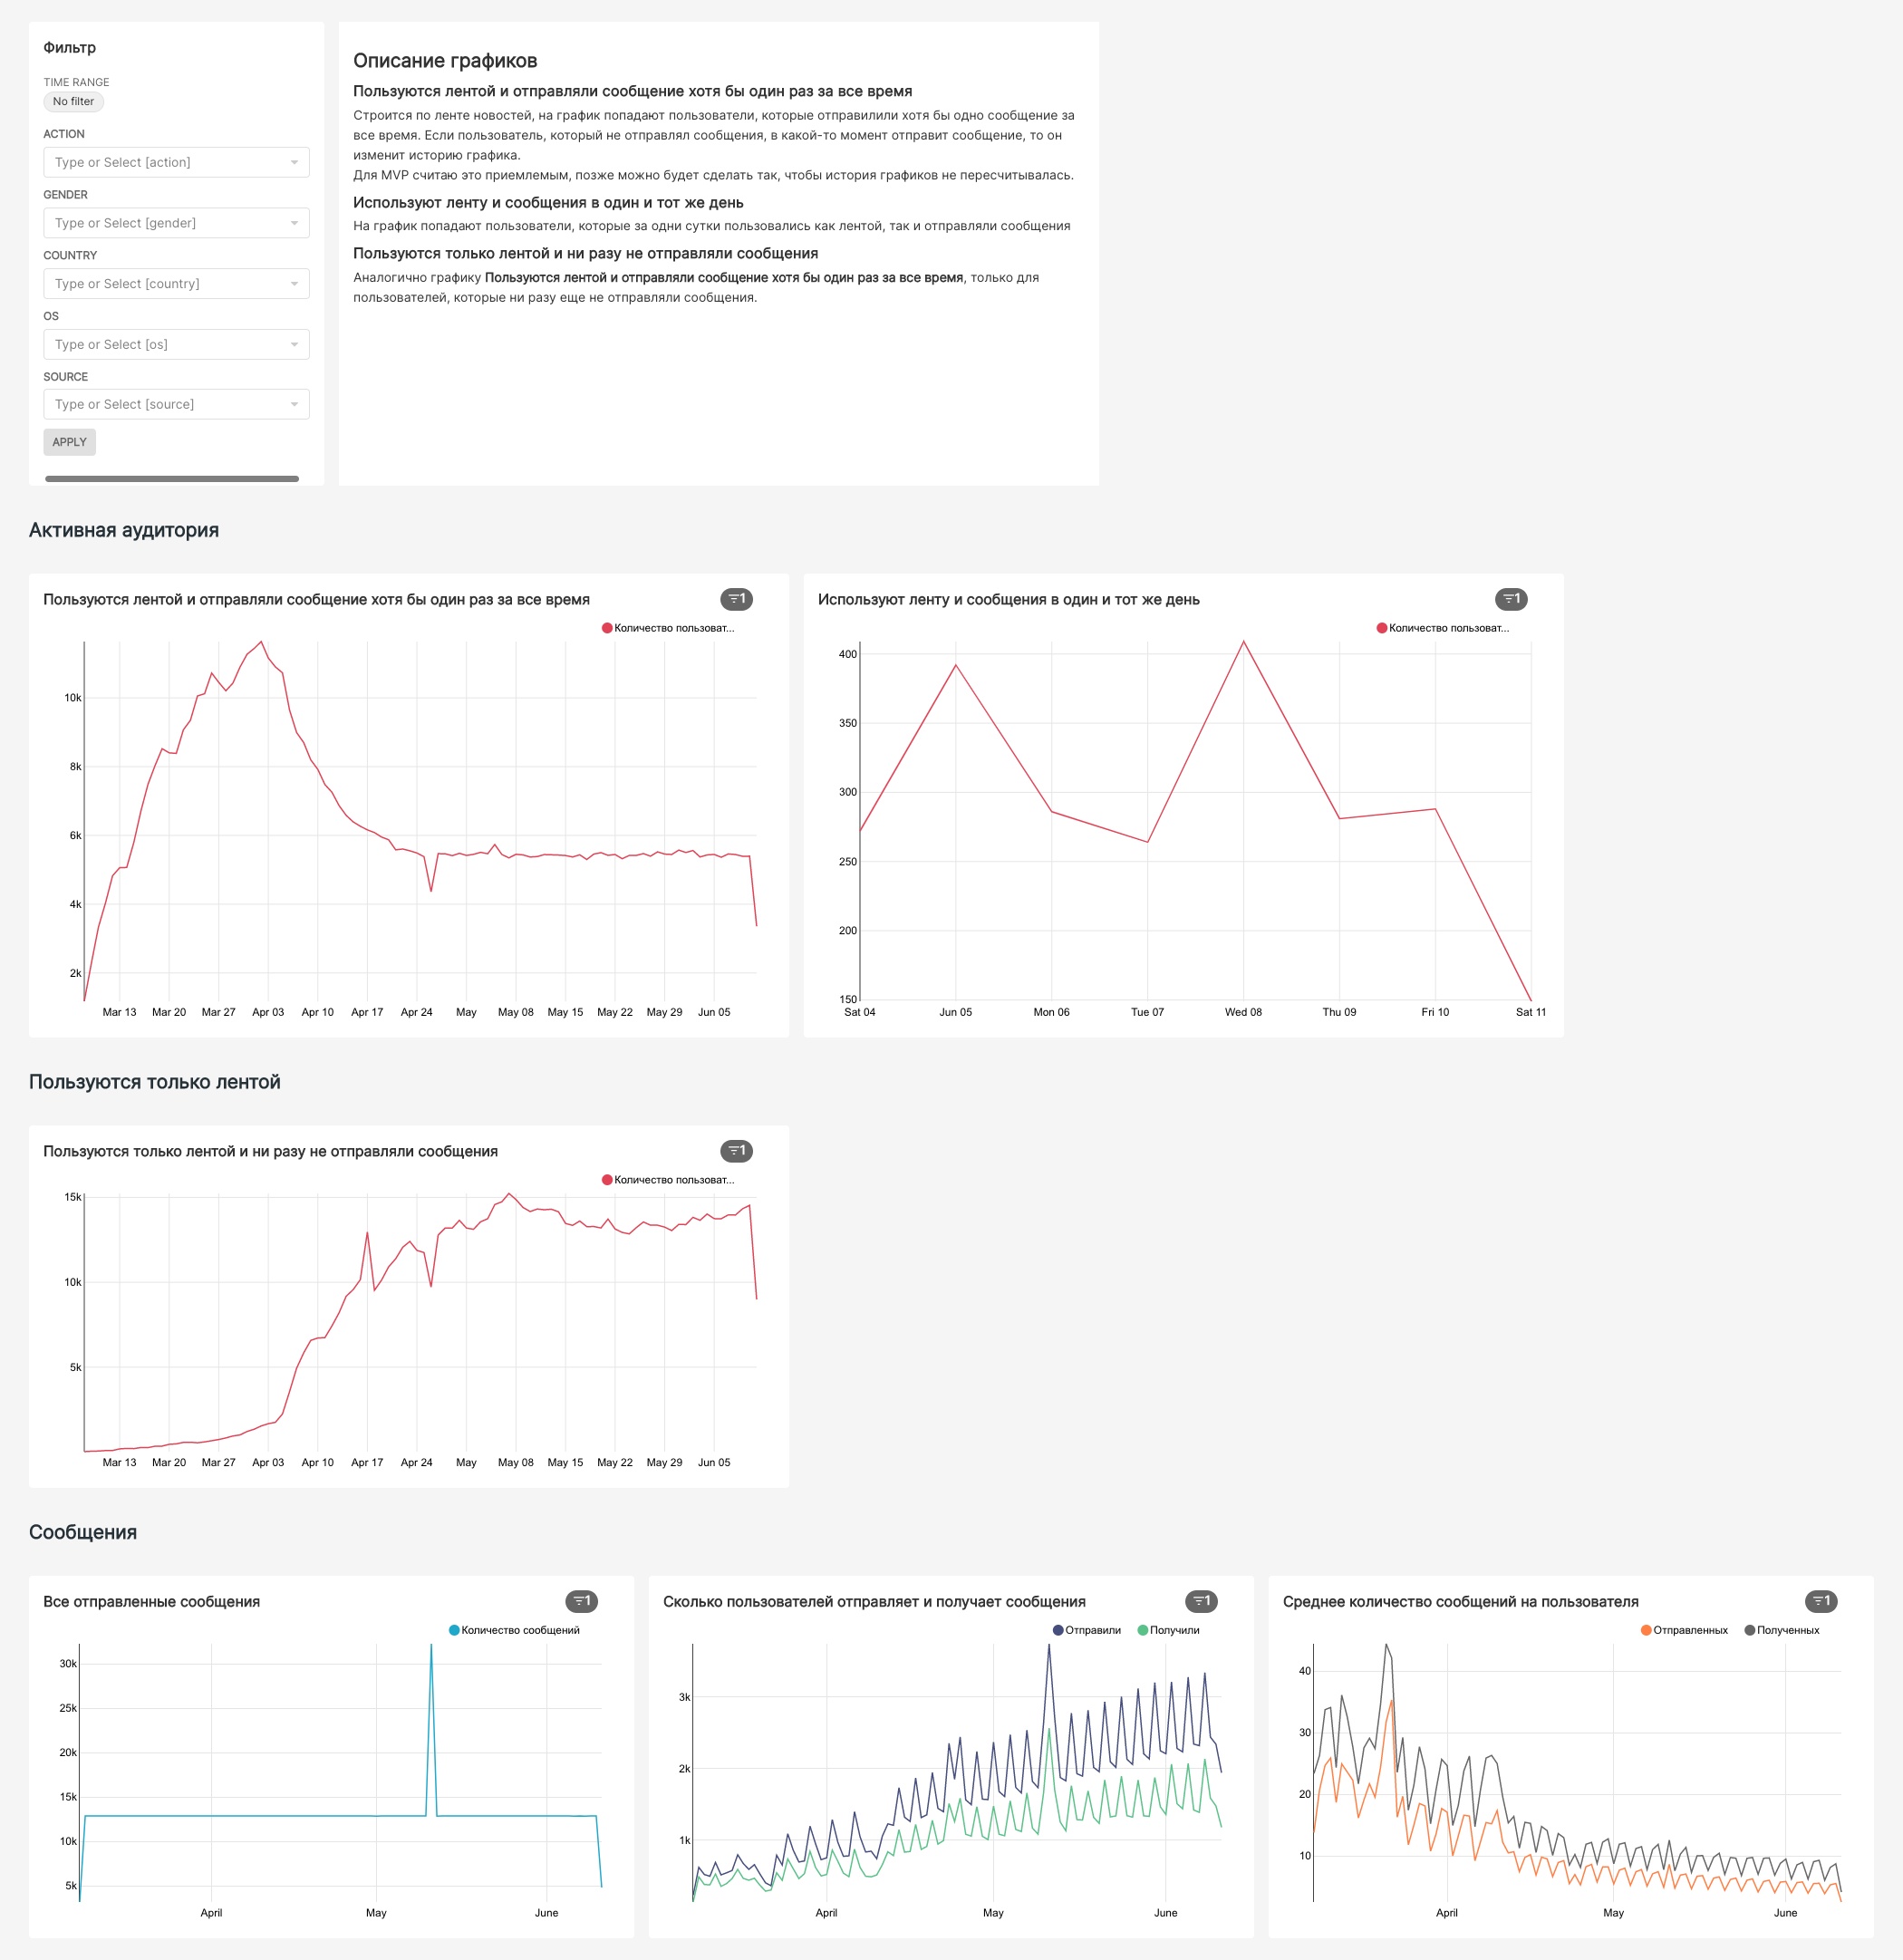 Фильтр
TIME RANGE
No filter
ACTION
Type or Select [action]
GENDER
Type or Select [gender]
COUNTRY
Type or Select [country]
OS
Type or Select [os]
SOURCE
Type or Select [source]
APPLY
Описание графиков
Пользуются лентой и отправляли сообщение хотя бы один раз за все время
Строится по ленте новостей, на график попадают пользователи, которые отправилили хотя бы одно сообщение за
все время. Если пользователь, который не отправлял сообщения, в какой-то момент отправит сообщение, то он
изменит историю графика.
Для MVP считаю это приемлемым, позже можно будет сделать так, чтобы история графиков не пересчитывалась.
Используют ленту и сообщения в один и тот же день
На график попадают пользователи, которые за одни сутки пользовались как лентой, так и отправляли сообщения
Пользуются только лентой и ни разу не отправляли сообщения
Аналогично графику Пользуются лентой и отправляли сообщение хотя бы один раз за все время, только для
пользователей, которые ни разу еще не отправляли сообщения.
Активная аудитория
Пользуются лентой и отправляли сообщение хотя бы один раз за все время
1
Количество пользоват...
10k
8k
6k
4k
2k
Mar 13 Mar 20 Mar 27 Apr 03 Apr 10 Apr 17 Apr 24 May May 08 May 15 May 22 May 29 Jun 05
Используют ленту и сообщения в один и тот же день
1
Количество пользоват...
400
350
300
250
200
150
Sat 04 Jun 05 Mon 06 Tue 07 Wed 08 Thu 09 Fri 10 Sat 11
Пользуются только лентой
Пользуются только лентой и ни разу не отправляли сообщения
1
Количество пользоват...
15k
10k
5k
Mar 13 Mar 20 Mar 27 Apr 03 Apr 10 Apr 17 Apr 24 May May 08 May 15 May 22 May 29 Jun 05
Сообщения
Все отправленные сообщения
1
Количество сообщений
30k
25k
20k
15k
10k
5k
April May June
Сколько пользователей отправляет и получает сообщения
1
Отправили Получили
3k
2k
1k
April May June
Среднее количество сообщений на пользователя
1
Отправленных Полученных
40
30
20
10
April May June